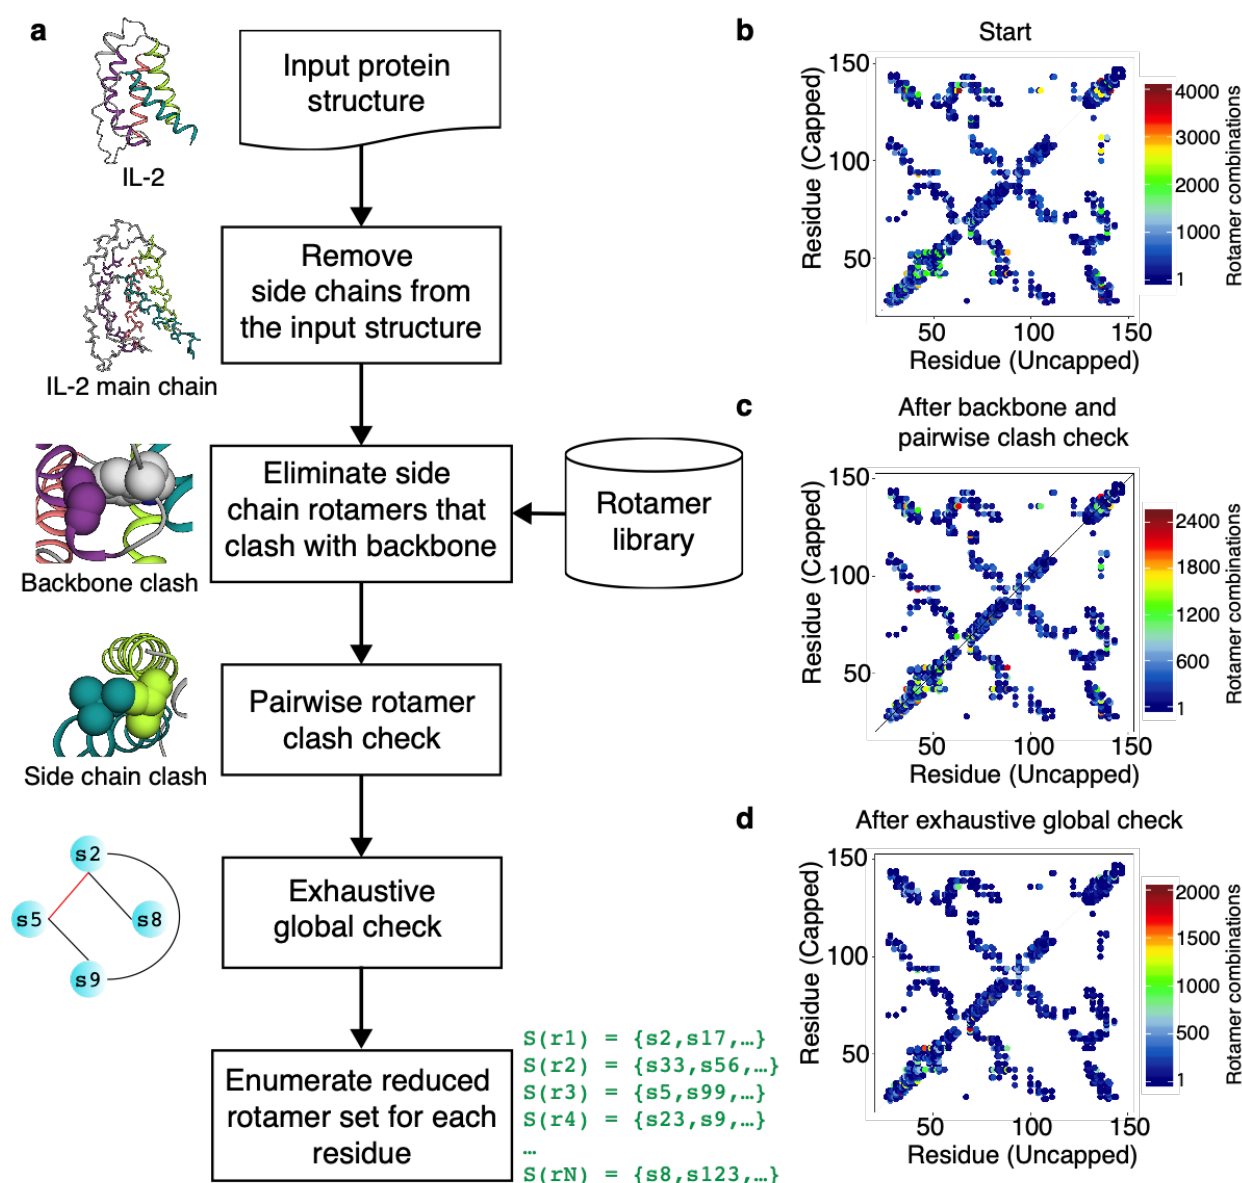 a
IL-2
Input protein
structure
IL-2 main chain
Remove
side chains from
the input structure
Backbone clash
Eliminate side
chain rotamers that
clash with backbone
Rotamer
library
Side chain clash
Pairwise rotamer
clash check
s2
s5
s8
s9
Exhaustive
global check
Enumerate reduced
rotamer set for each
residue
S(r1) = {s2,s17,…}
S(r2) = {s33,s56,…}
S(r3) = {s5,s99,…}
S(r4) = {s23,s9,…}
…
S(rN) = {s8,s123,…}
b
Start
Residue (Capped)
150
100
50
50
100
150
Residue (Uncapped)
4000
3000
2000
1000
1
Rotamer combinations
c
After backbone and
pairwise clash check
Residue (Capped)
150
100
50
50
100
150
Residue (Uncapped)
2400
1800
1200
600
1
Rotamer combinations
d
After exhaustive global check
Residue (Capped)
150
100
50
50
100
150
Residue (Uncapped)
2000
1500
1000
500
1
Rotamer combinations